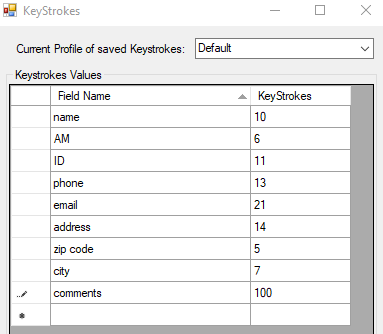 KeyStrokes
Current Profile of saved Keystrokes: Default
Keystrokes Values
Field Name KeyStrokes
name 10
AM 6
ID 11
phone 13
email 21
address 14
zip code 5
city 7
comments 100